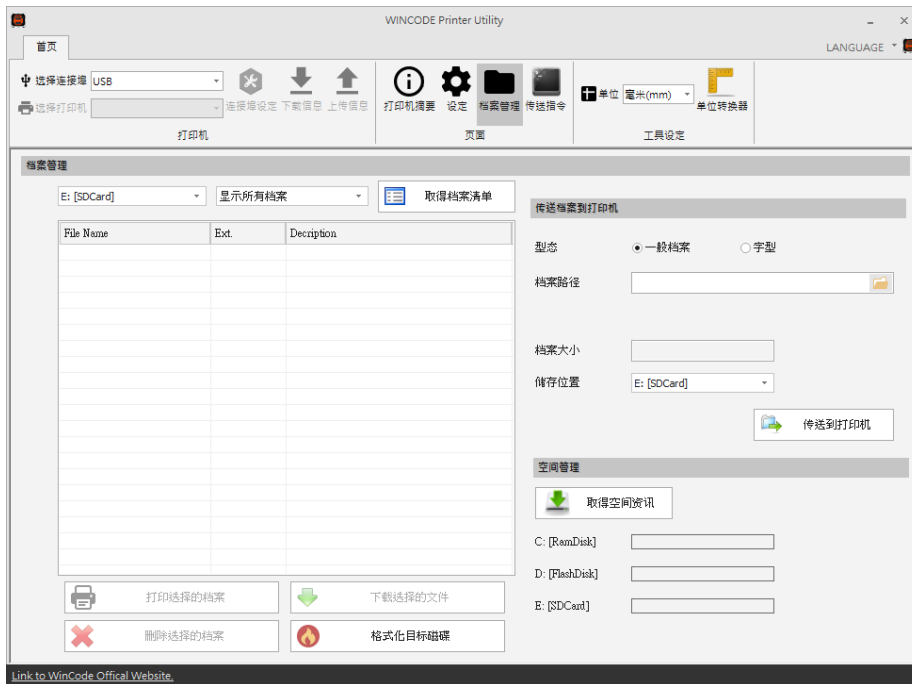 WINCODE Printer Utility
首页
LANGUAGE
选择连接埠 USB
选择打印机
连接埠设定 下载信息 上传信息
打印机摘要 设定 档案管理 传送指令
单位 毫米(mm) 单位转换器
打印机 页面 工具设定
档案管理
E: [SDCard] 显示所有档案 取得档案清单
File Name Ext. Decription
打印选择的档案 下载选择的文件
删除选择的档案 格式化目标磁碟
传送档案到打印机
型态 一般档案 字型
档案路径
档案大小
储存位置 E: [SDCard]
传送到打印机
空间管理
取得空间资讯
C: [RamDisk]
D: [FlashDisk]
E: [SDCard]
Link to WinCode Offical Website.